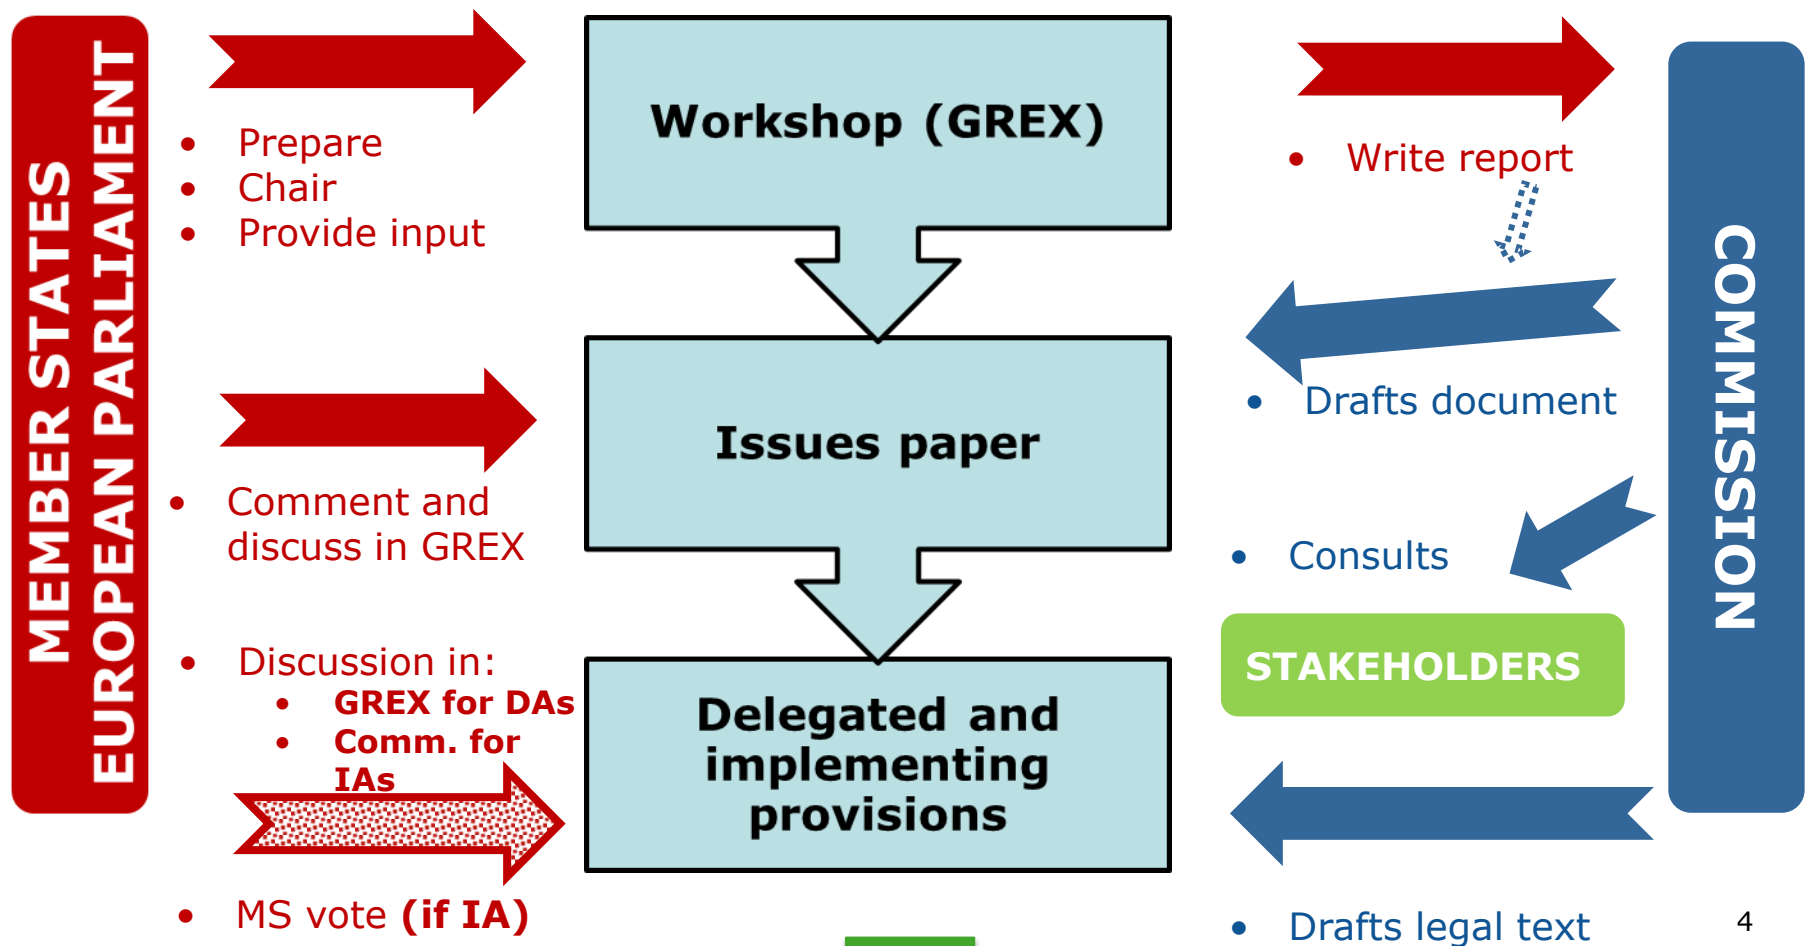 MEMBER STATES
EUROPEAN PARLIAMENT
• Prepare
• Chair
• Provide input
Workshop (GREX)
• Write report
COMMISSION
• Drafts document
Issues paper
• Comment and
discuss in GREX
• Consults
STAKEHOLDERS
• Discussion in:
• GREX for DAs
• Comm. for
IAs
Delegated and
implementing
provisions
• MS vote (if IA)
• Drafts legal text
4